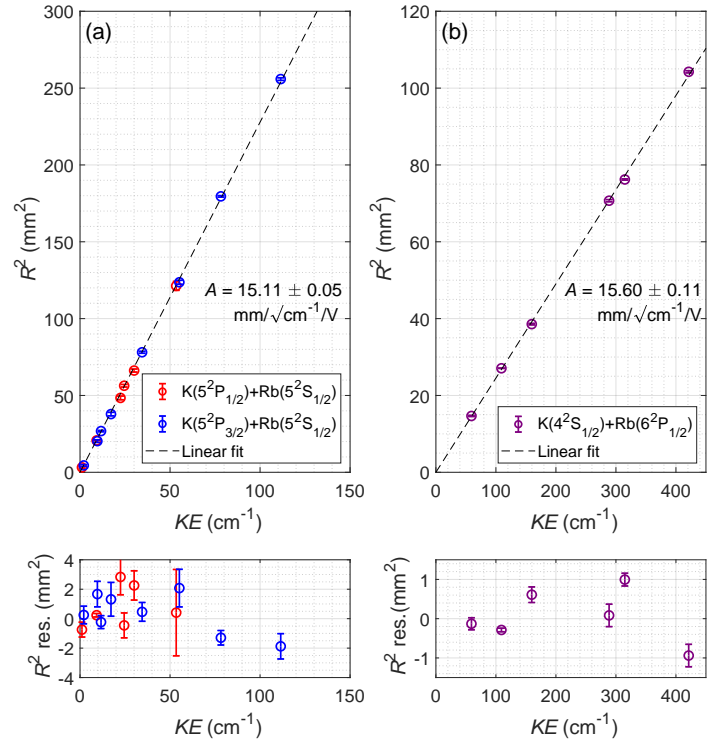 (a)
300
250
200
150
100
50
0
R² (mm²)
0 50 100 150
KE (cm⁻¹)
A = 15.11 ± 0.05
mm/√cm⁻¹/V
K(5²P₁/₂)+Rb(5²S₁/₂)
K(5²P₃/₂)+Rb(5²S₁/₂)
Linear fit
(b)
120
100
80
60
40
20
0
R² (mm²)
0 100 200 300 400
KE (cm⁻¹)
A = 15.60 ± 0.11
mm/√cm⁻¹/V
K(4²S₁/₂)+Rb(6²P₁/₂)
Linear fit
4
2
0
-2
-4
R² res.(mm²)
0 50 100 150
KE (cm⁻¹)
1
0
-1
R² res.(mm²)
0 100 200 300 400
KE (cm⁻¹)